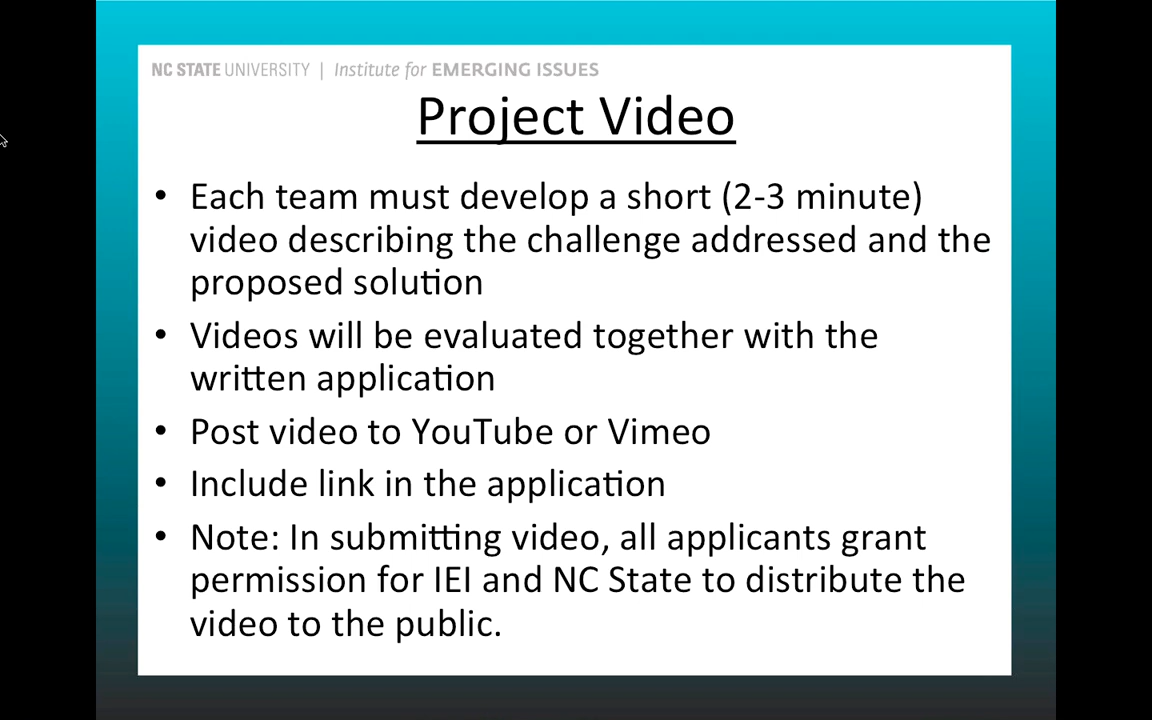 NC STATE UNIVERSITY | Institute for EMERGING ISSUES
Project Video
• Each team must develop a short (2-3 minute)
video describing the challenge addressed and the
proposed solution
• Videos will be evaluated together with the
written application
• Post video to YouTube or Vimeo
• Include link in the application
• Note: In submitting video, all applicants grant
permission for IEI and NC State to distribute the
video to the public.